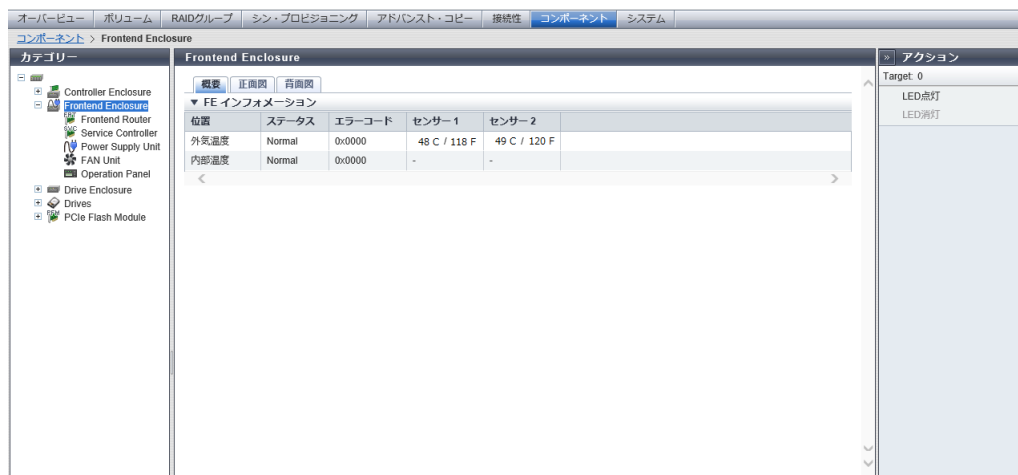 オーバービュー ボリューム RAIDグループ シン・プロビジョニング アドバンスト・コピー 接続性 コンポーネント システム
コンポーネント > Frontend Enclosure
カテゴリー
Controller Enclosure
Frontend Enclosure
Frontend Router
Service Controller
Power Supply Unit
FAN Unit
Operation Panel
Drive Enclosure
Drives
PCIe Flash Module
Frontend Enclosure
概要 正面図 背面図
▼ FE インフォメーション
位置 ステータス エラーコード センサー 1 センサー 2
外気温度 Normal 0x0000 48 C / 118 F 49 C / 120 F
内部温度 Normal 0x0000 - -
» アクション
Target: 0
LED点灯
LED消灯